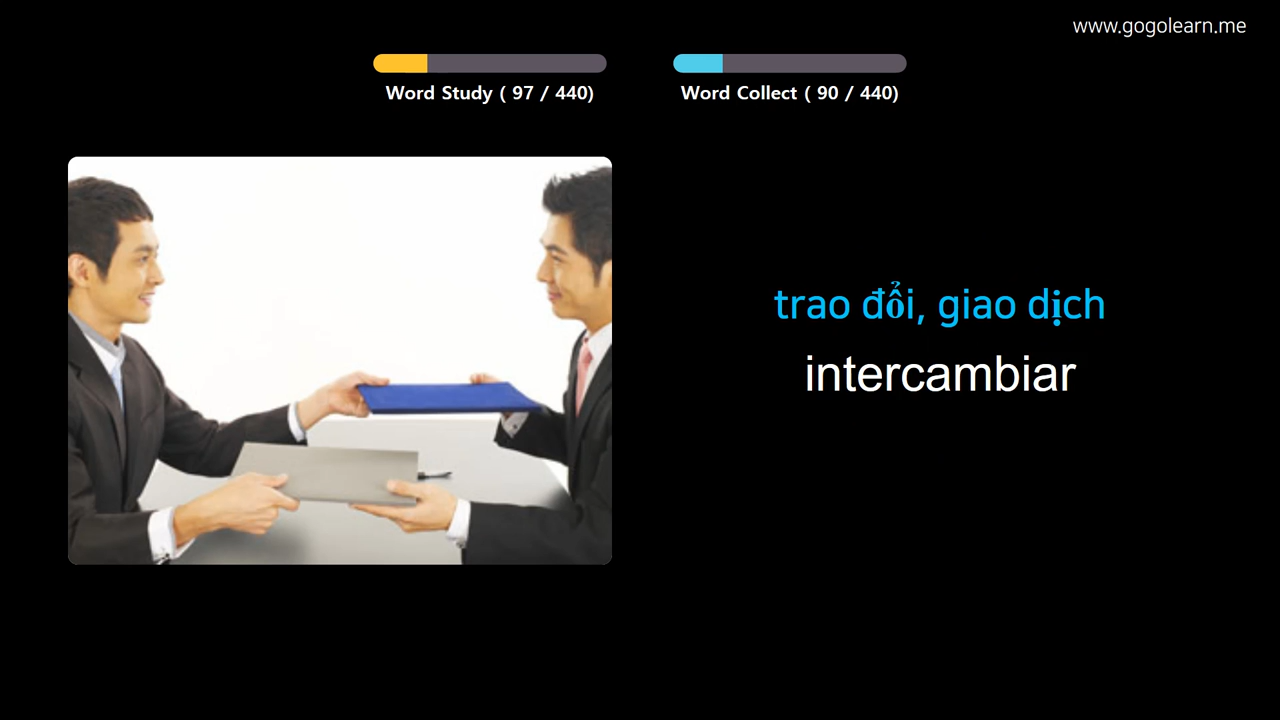 www.gogolearn.me
Word Study ( 97 / 440)
Word Collect ( 90 / 440)
trao đổi, giao dịch
intercambiar